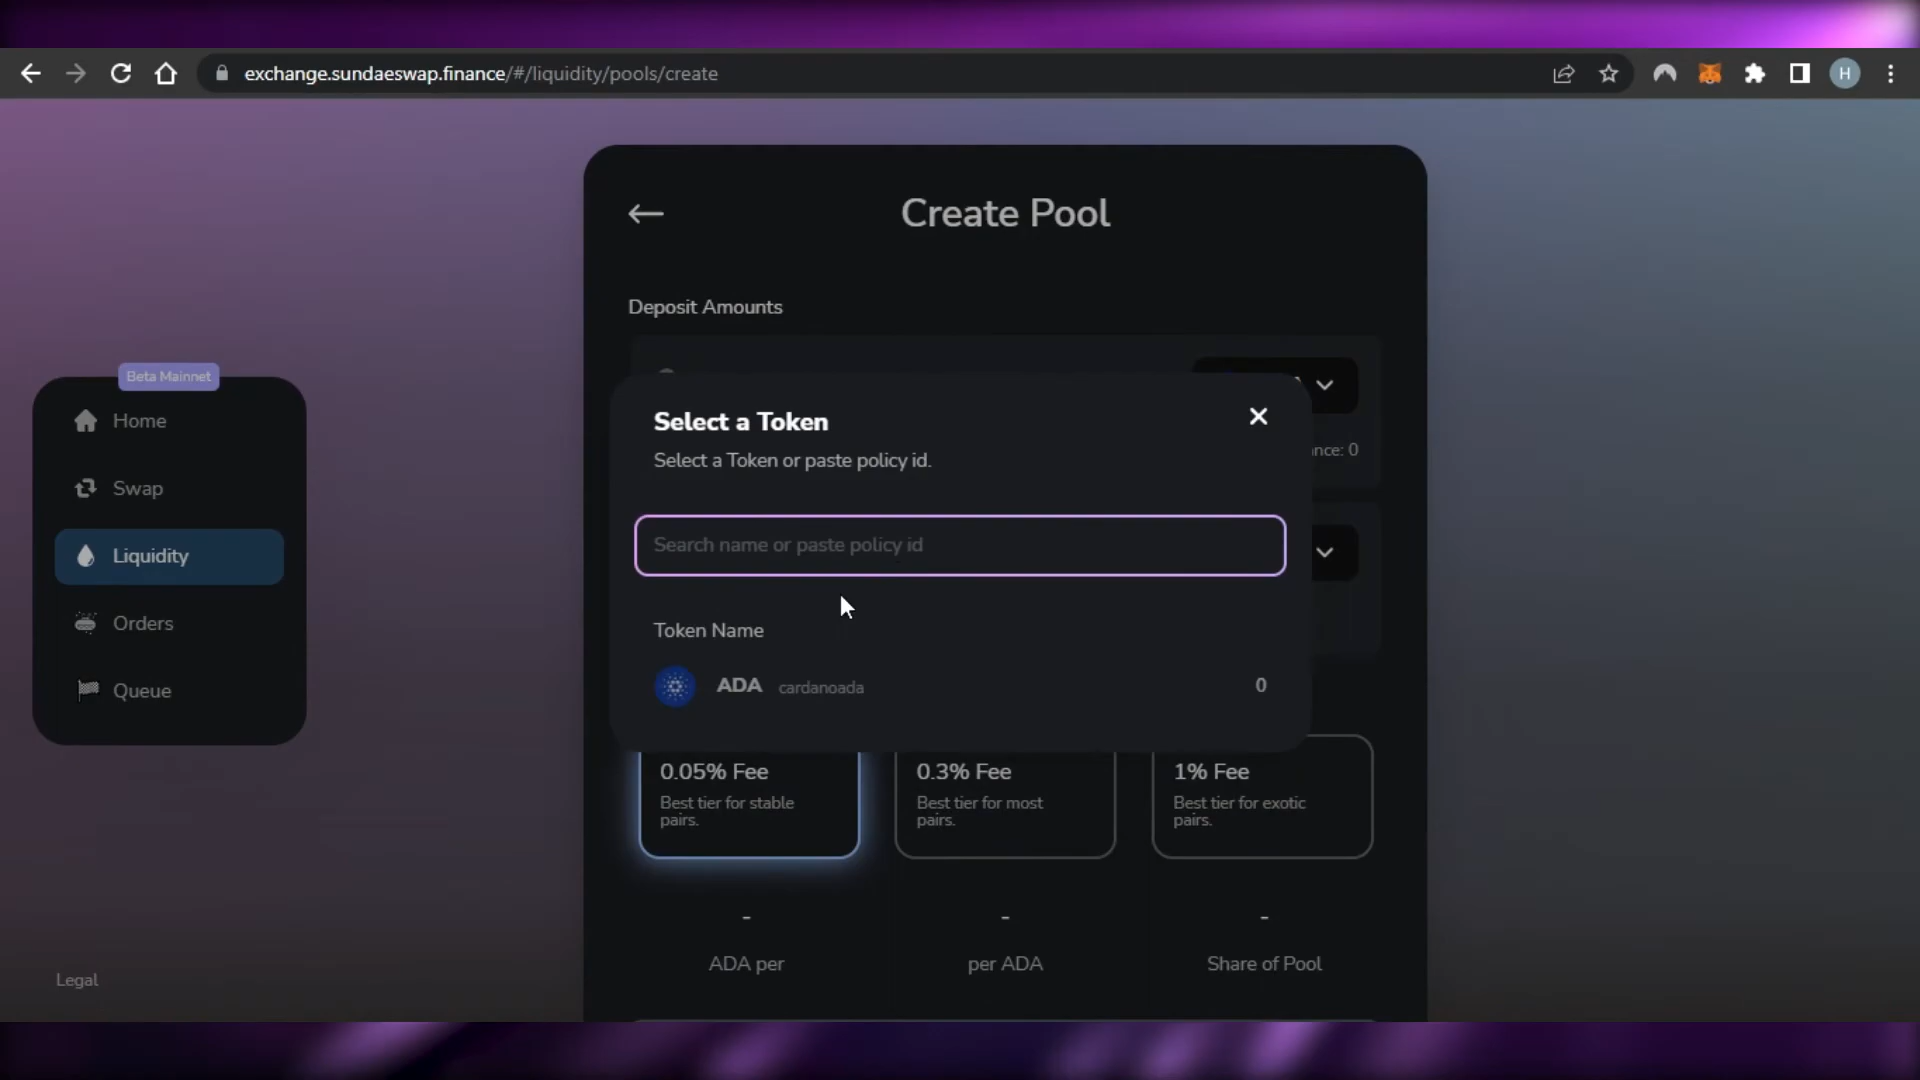 exchange.sundaeswap.finance/#/liquidity/pools/create
H
Create Pool
Deposit Amounts
Beta Mainnet
Home
Swap
Liquidity
Orders
Queue
Legal
Select a Token
Select a Token or paste policy id.
Search name or paste policy id
Token Name
ADA cardanoada 0
0
0.05% Fee
Best tier for stable
pairs.
0.3% Fee
Best tier for most
pairs.
1% Fee
Best tier for exotic
pairs.
-
ADA per
-
per ADA
-
Share of Pool